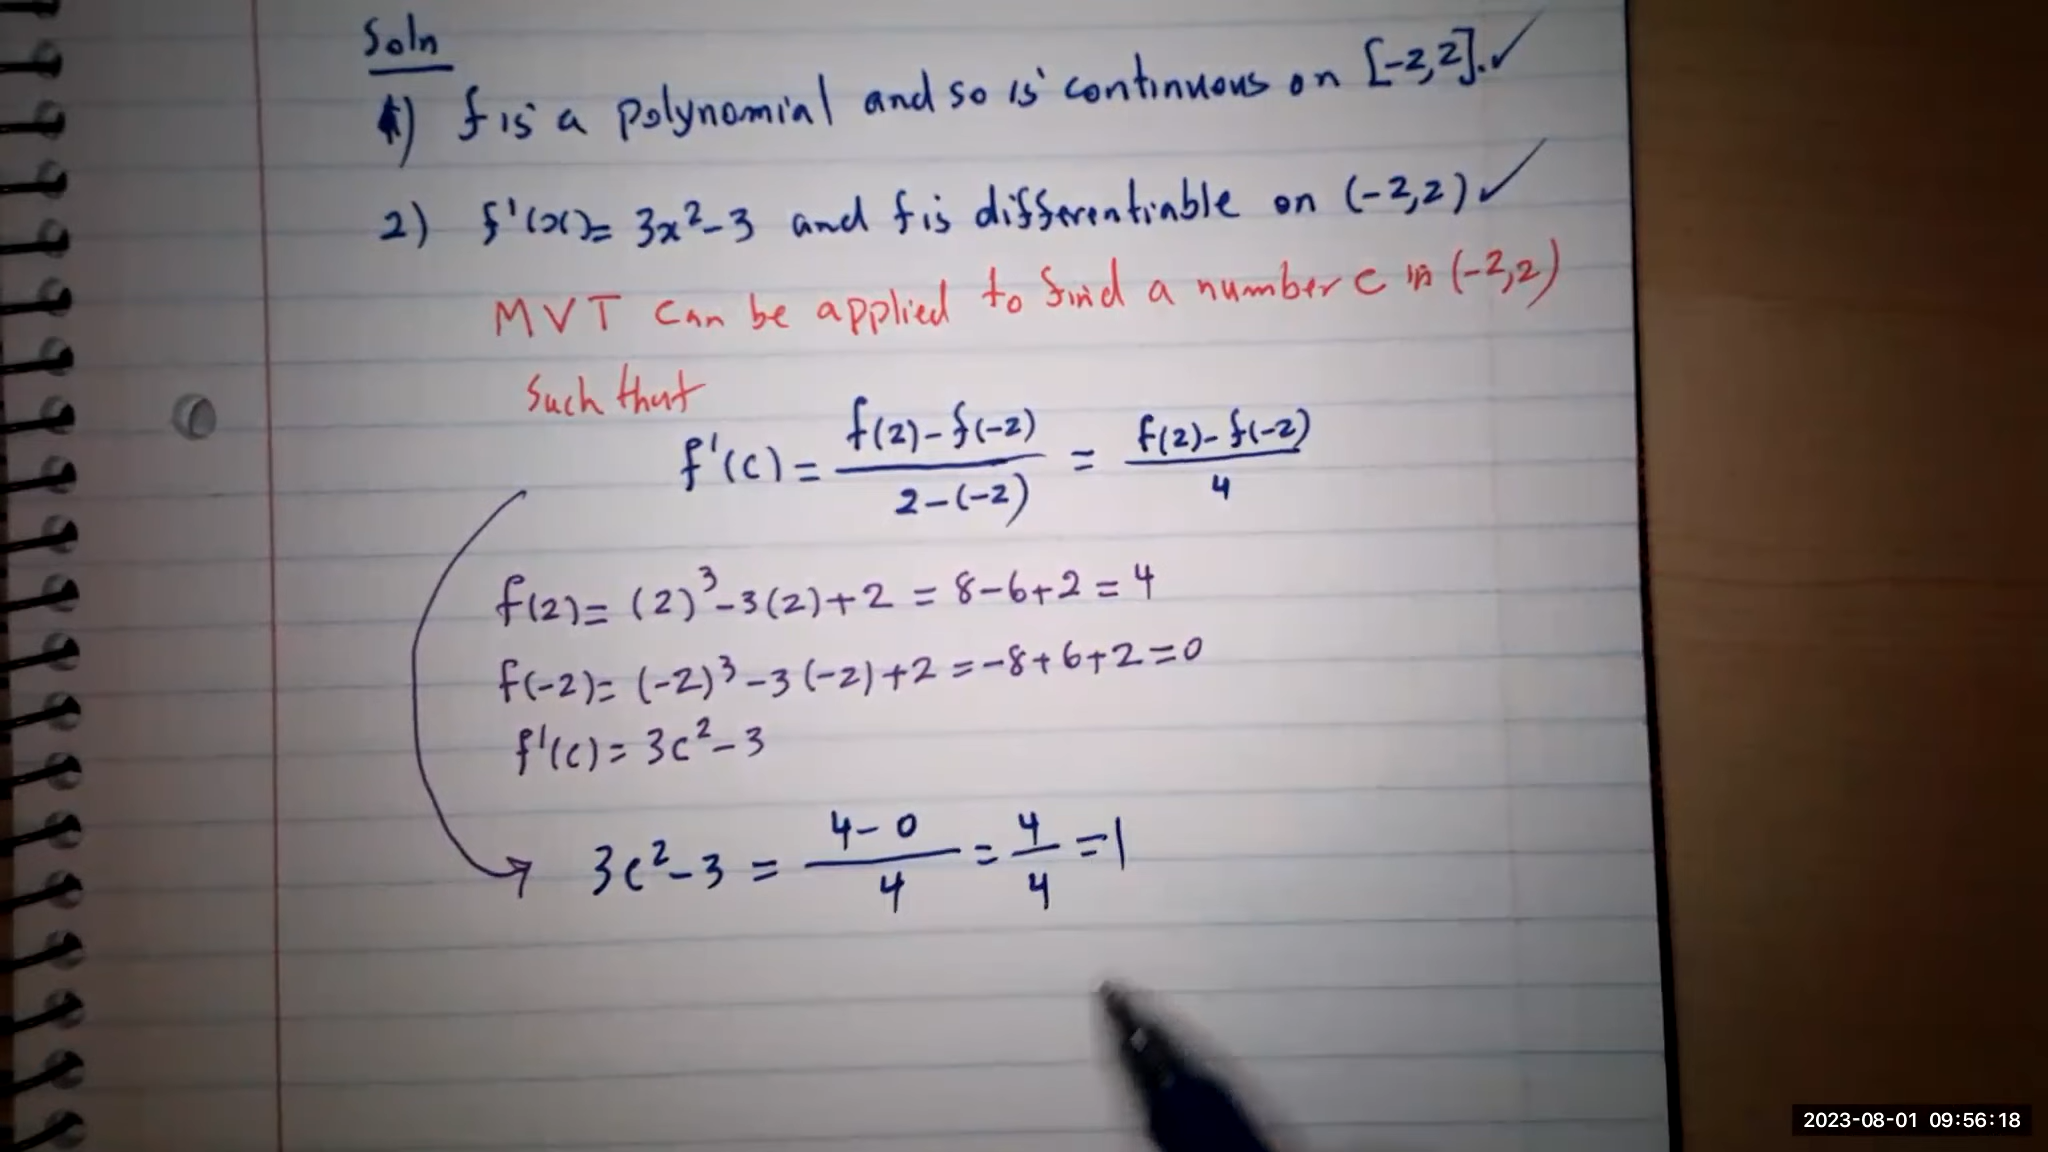 Soln
1) f is a polynomial and so is continuous on [-2,2]. ✓
2) f'(x)= 3x²-3 and f is differentiable on (-2,2) ✓
MVT can be applied to find a number c in (-2,2)
such that
f'(c) = (f(2)-f(-2))/(2-(-2)) = (f(2)-f(-2))/4
f(2)= (2)³-3(2)+2 = 8-6+2 = 4
f(-2)= (-2)³-3(-2)+2 = -8+6+2=0
f'(c)= 3c²-3
3c²-3 = (4-0)/4 = 4/4 = 1
2023-08-01 09:56:18